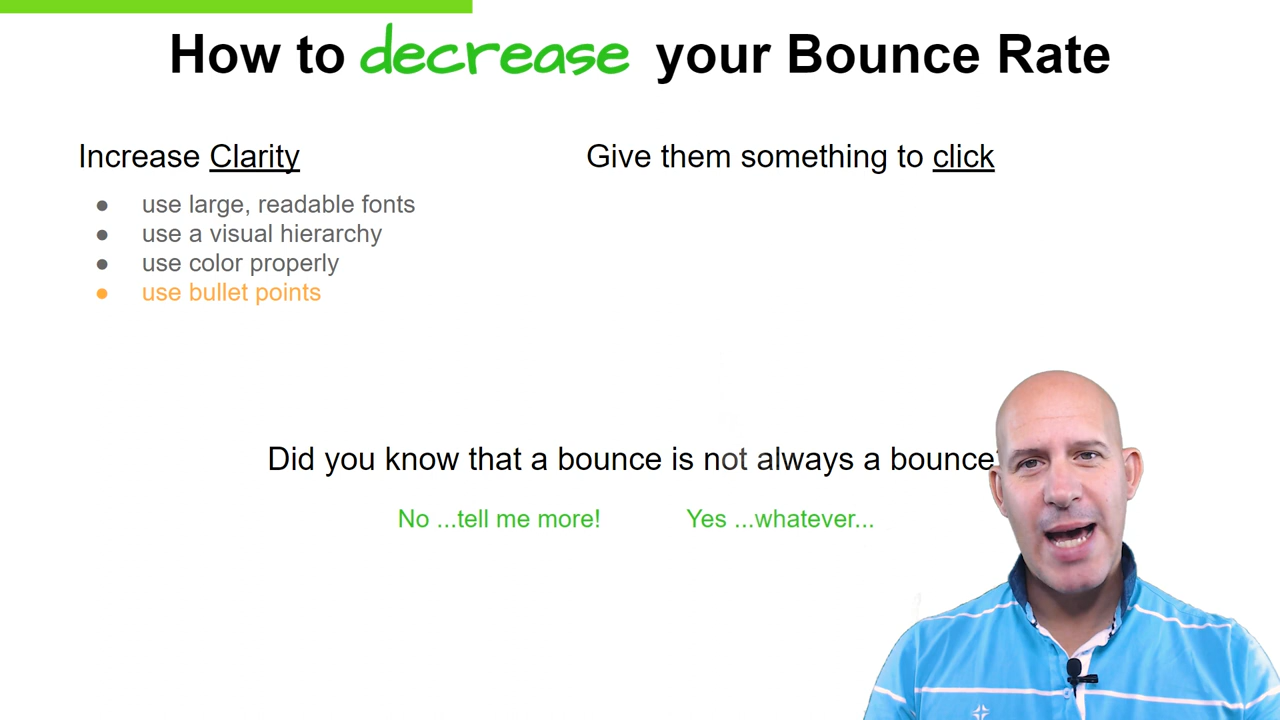 How to decrease your Bounce Rate
Increase Clarity
● use large, readable fonts
● use a visual hierarchy
● use color properly
● use bullet points
Give them something to click
Did you know that a bounce is not always a bounce
No ...tell me more!
Yes ...whatever...